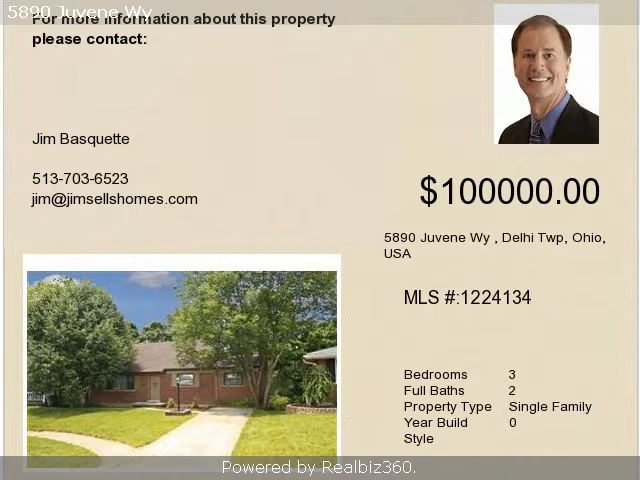 5890 Juvene Wy
For more information about this property
please contact:
Jim Basquette
513-703-6523
jim@jimsellshomes.com
$100000.00
5890 Juvene Wy , Delhi Twp, Ohio,
USA
MLS #:1224134
Bedrooms 3
Full Baths 2
Property Type Single Family
Year Build 0
Style
Powered by Realbiz360.